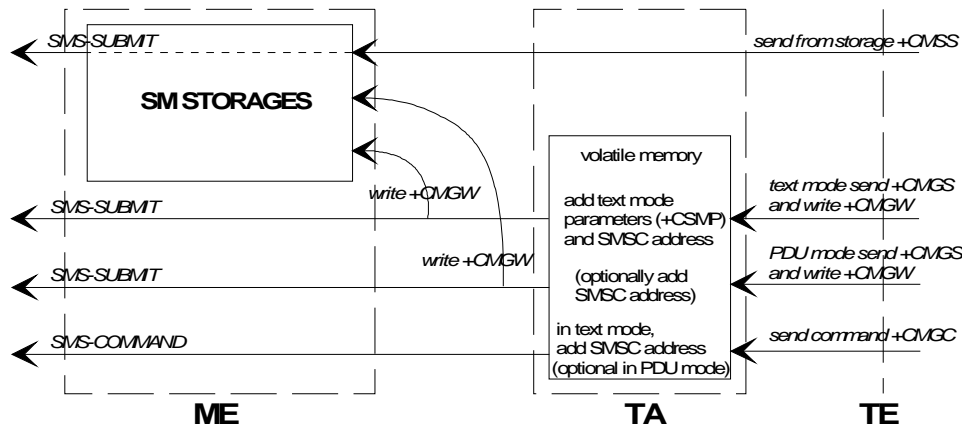 SMS-SUBMIT
send from storage +CMSS
SM STORAGES
volatile memory
write +CMGW
text mode send +CMGS
and write +CMGW
add text mode
parameters (+CSMP)
and SMSC address
SMS-SUBMIT
write +CMGW
PDU mode send +CMGS
and write +CMGW
(optionally add
SMSC address)
SMS-SUBMIT
in text mode,
add SMSC address
(optional in PDU mode)
send command +CMGC
SMS-COMMAND
ME
TA
TE